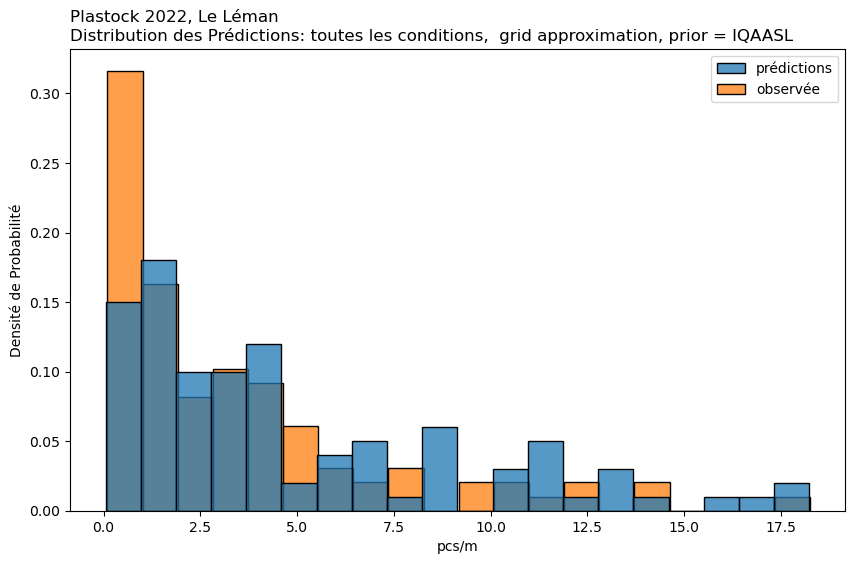 Plastock 2022, Le Léman
Distribution des Prédictions: toutes les conditions,  grid approximation, prior = IQAASL
prédictions
observée
Densité de Probabilité
0.30
0.25
0.20
0.15
0.10
0.05
0.00
0.0 2.5 5.0 7.5 10.0 12.5 15.0 17.5
pcs/m